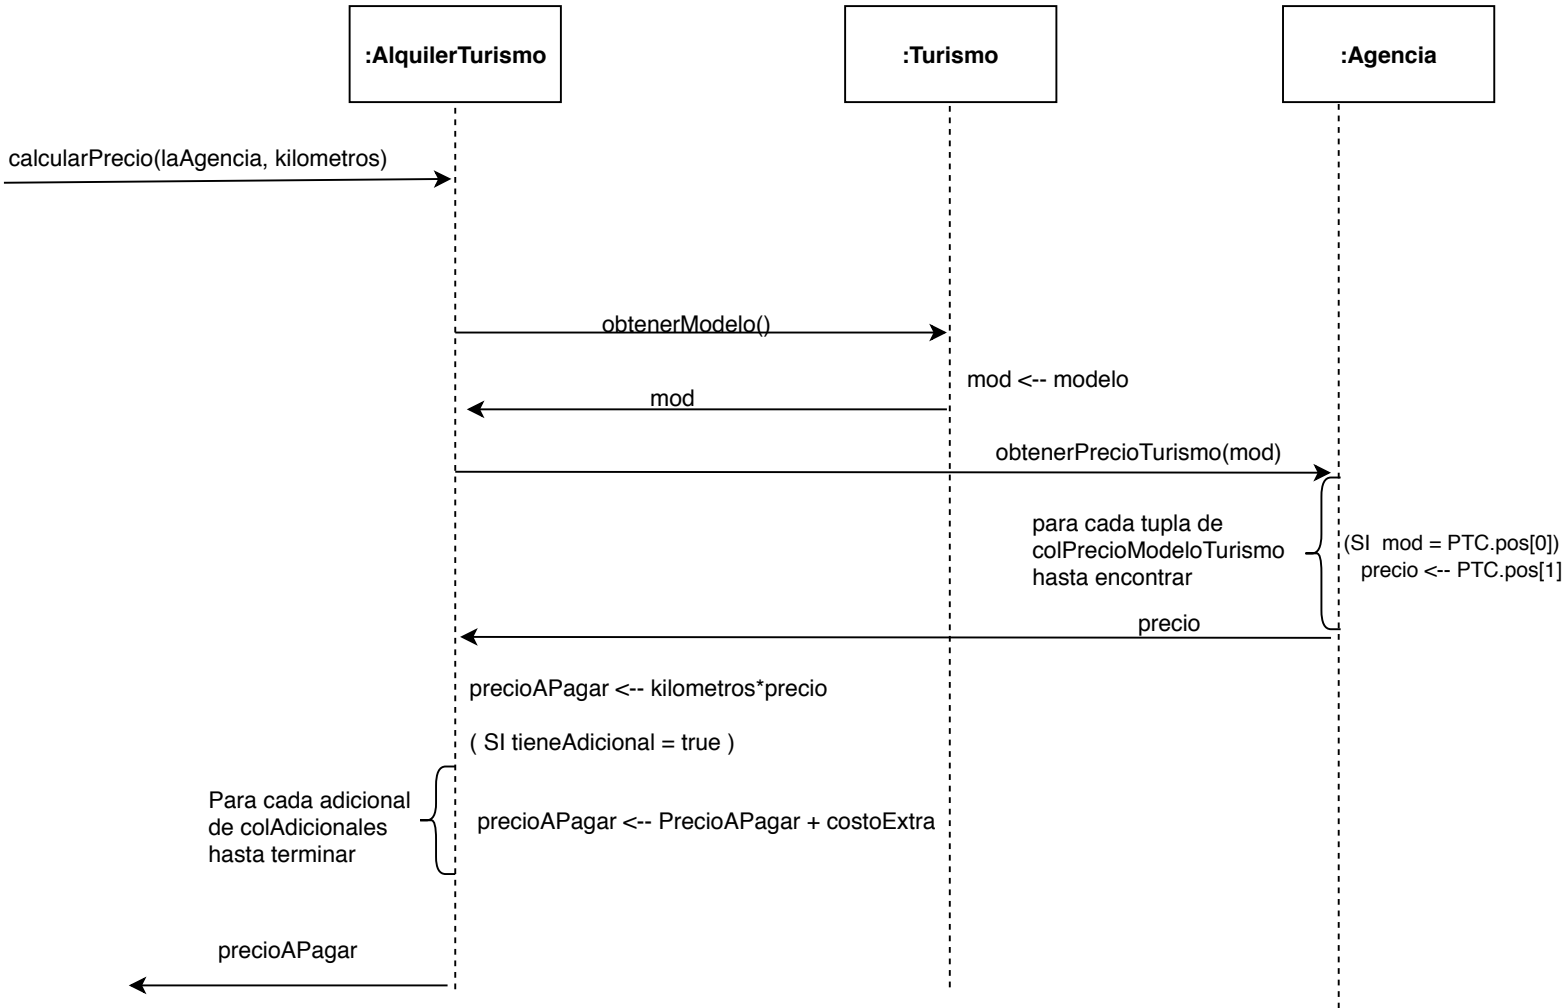 :AlquilerTurismo
:Turismo
:Agencia
calcularPrecio(laAgencia, kilometros)
obtenerModelo()
mod <-- modelo
mod
obtenerPrecioTurismo(mod)
para cada tupla de
colPrecioModeloTurismo
hasta encontrar
(SI mod = PTC.pos[0])
precio <-- PTC.pos[1]
precio
precioAPagar <-- kilometros*precio
( SI tieneAdicional = true )
Para cada adicional
de colAdicionales
hasta terminar
precioAPagar <-- PrecioAPagar + costoExtra
precioAPagar